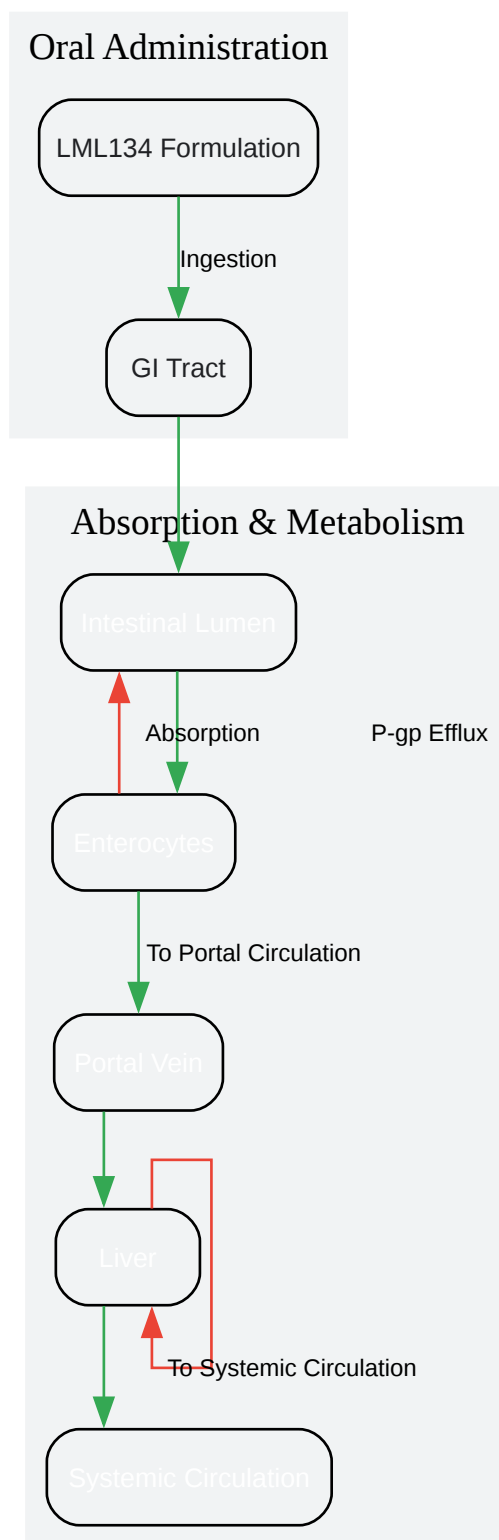 Oral Administration
LML134 Formulation
Ingestion
GI Tract
Absorption & Metabolism
Intestinal Lumen
Absorption
P-gp Efflux
Enterocytes
To Portal Circulation
Portal Vein
Liver
To Systemic Circulation
Systemic Circulation